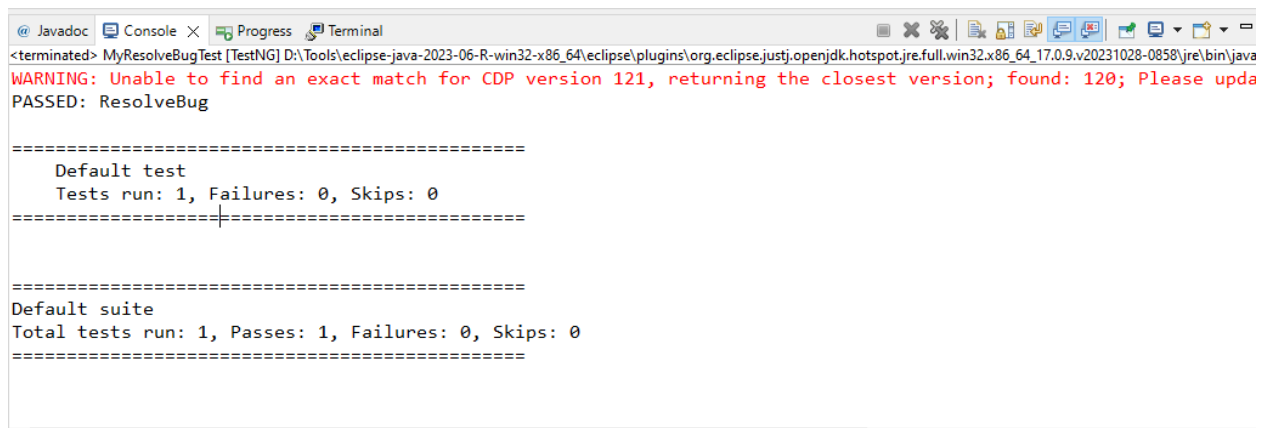 @ Javadoc Console Progress Terminal
<terminated> MyResolveBugTest [TestNG] D:\Tools\eclipse-java-2023-06-R-win32-x86_64\eclipse\plugins\org.eclipse.justj.openjdk.hotspot.jre.full.win32.x86_64_17.0.9.v20231028-0858\jre\bin\java
WARNING: Unable to find an exact match for CDP version 121, returning the closest version; found: 120; Please upda
PASSED: ResolveBug
===============================================
Default test
Tests run: 1, Failures: 0, Skips: 0
===============================================
===============================================
Default suite
Total tests run: 1, Passes: 1, Failures: 0, Skips: 0
===============================================